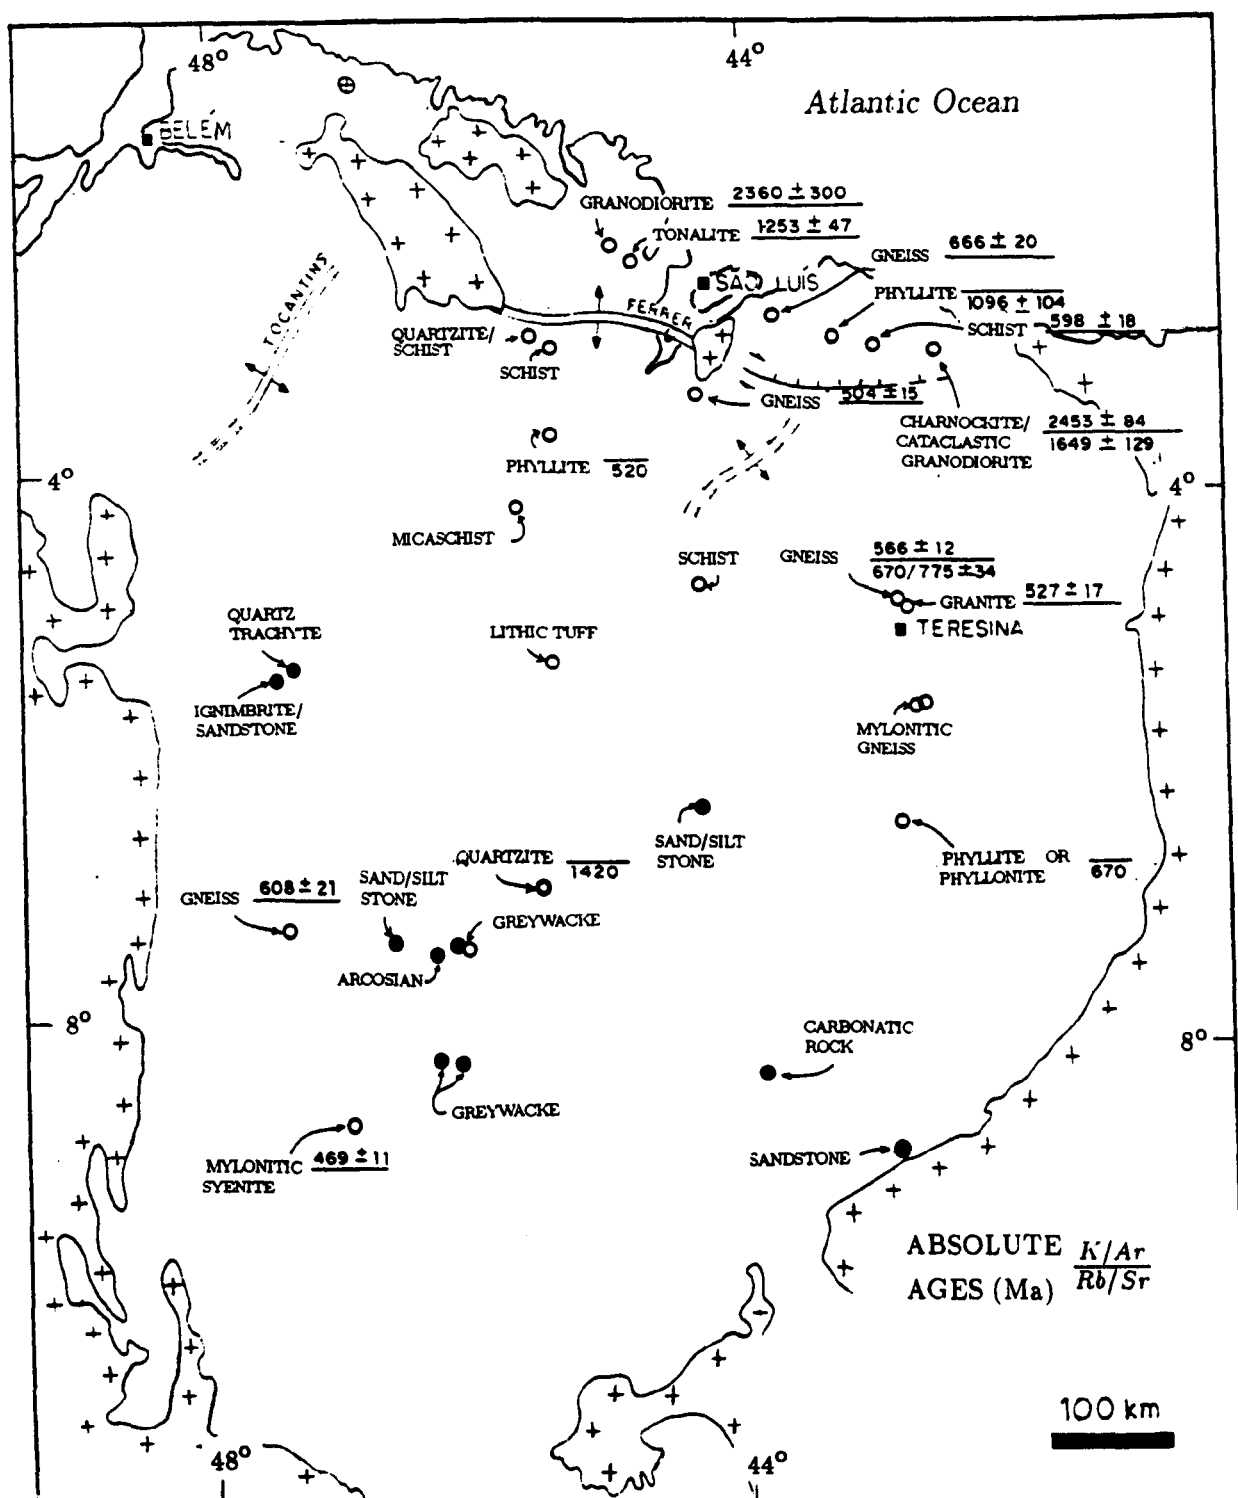 48°
44°
Atlantic Ocean
BELÉM
GRANODIORITE 2360 ± 300
TONALITE 1253 ± 47
GNEISS 666 ± 20
SAO LUÍS
PHYLLITE 1096 ± 104
TOCANTINS
FERRER
SCHIST 598 ± 18
QUARTZITE/
SCHIST
SCHIST
GNEISS 504 ± 15
CHARNOCKITE/
CATACLASTIC
GRANODIORITE
2453 ± 84
1649 ± 129
PHYLLITE 520
4°
4°
MICASCHIST
SCHIST
GNEISS 566 ± 12
670/775 ± 34
GRANITE 527 ± 17
QUARTZ
TRACHYTE
LITHIC TUFF
TERESINA
IGNIMBRITE/
SANDSTONE
MYLONITIC
GNEISS
SAND/SILT
STONE
QUARTZITE 1420
PHYLLITE OR
PHYLLONITE
670
GNEISS 608 ± 21
SAND/SILT
STONE
GREYWACKE
ARCOSIAN
8°
CARBONATIC
ROCK
8°
GREYWACKE
MYLONITIC
SYENITE
469 ± 11
SANDSTONE
ABSOLUTE
AGES (Ma)
K/Ar
Rb/Sr
100 km
48°
44°